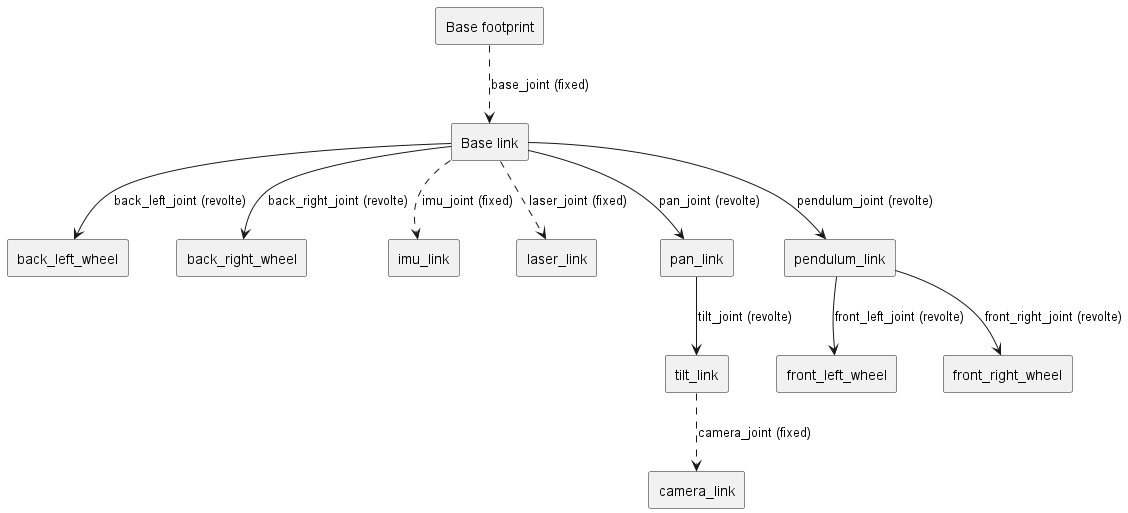 Base footprint
base_joint (fixed)
Base link
back_left_joint (revolte)
back_right_joint (revolte)
imu_joint (fixed)
laser_joint (fixed)
pan_joint (revolte)
pendulum_joint (revolte)
back_left_wheel
back_right_wheel
imu_link
laser_link
pan_link
pendulum_link
tilt_joint (revolte)
front_left_joint (revolte)
front_right_joint (revolte)
tilt_link
front_left_wheel
front_right_wheel
camera_joint (fixed)
camera_link